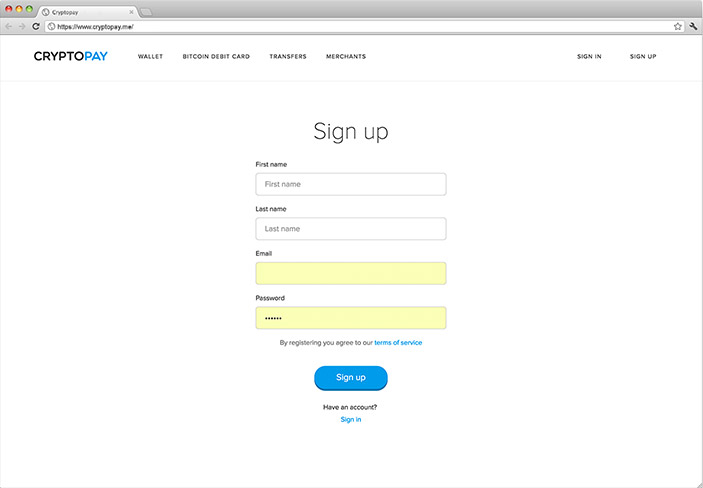 Cryptopay
https://www.cryptopay.me/
CRYPTOPAY WALLET BITCOIN DEBIT CARD TRANSFERS MERCHANTS SIGN IN SIGN UP
Sign up
First name
First name
Last name
Last name
Email
Password
••••••
By registering you agree to our terms of service
Sign up
Have an account?
Sign in